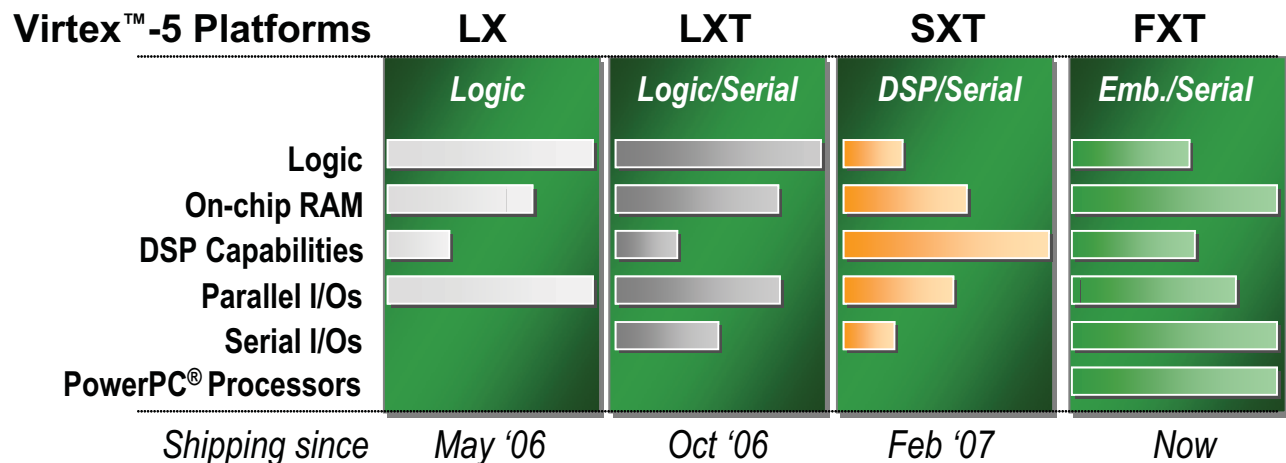 Virtex™-5 Platforms LX LXT SXT FXT
Logic Logic/Serial DSP/Serial Emb./Serial
Logic
On-chip RAM
DSP Capabilities
Parallel I/Os
Serial I/Os
PowerPC® Processors
Shipping since May ‘06 Oct ‘06 Feb ‘07 Now